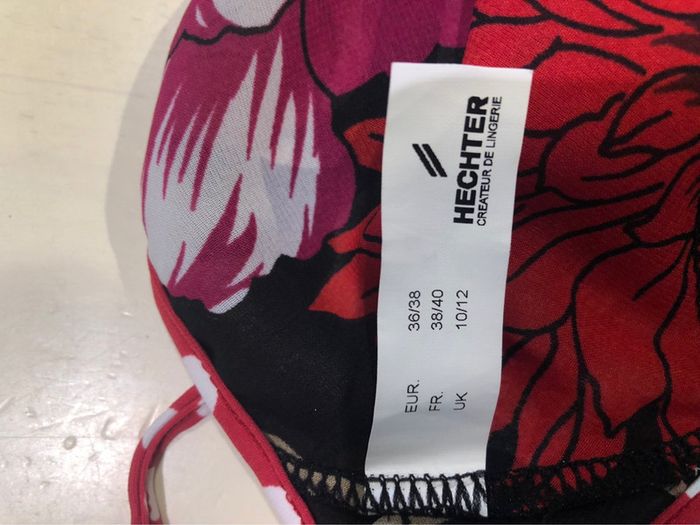 HECHTER
CREATEUR DE LINGERIE
EUR. 36/38
FR. 38/40
UK 10/12